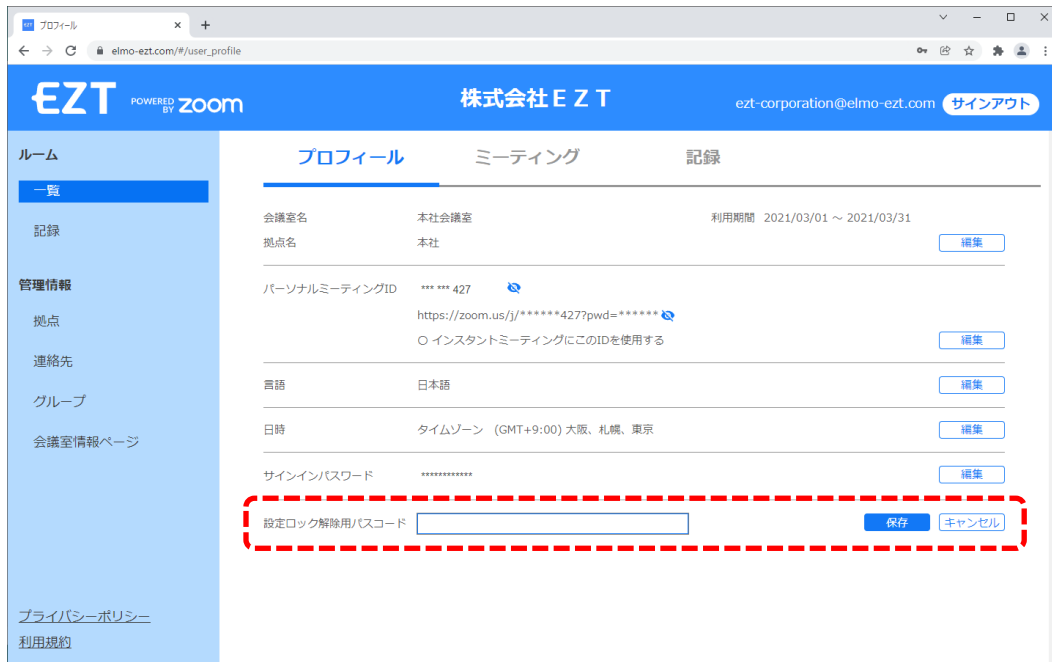 プロフィール
elmo-ezt.com/#/user_profile
EZT POWERED BY zoom 株式会社ＥＺＴ ezt-corporation@elmo-ezt.com サインアウト
ルーム
一覧
記録
管理情報
拠点
連絡先
グループ
会議室情報ページ
プライバシーポリシー
利用規約
プロフィール ミーティング 記録
会議室名 本社会議室 利用期間 2021/03/01 ～ 2021/03/31
拠点名 本社 編集
パーソナルミーティングID *** *** 427
https://zoom.us/j/******427?pwd=******
〇 インスタントミーティングにこのIDを使用する 編集
言語 日本語 編集
日時 タイムゾーン (GMT+9:00) 大阪、札幌、東京 編集
サインインパスワード ************ 編集
設定ロック解除用パスコード 保存 キャンセル